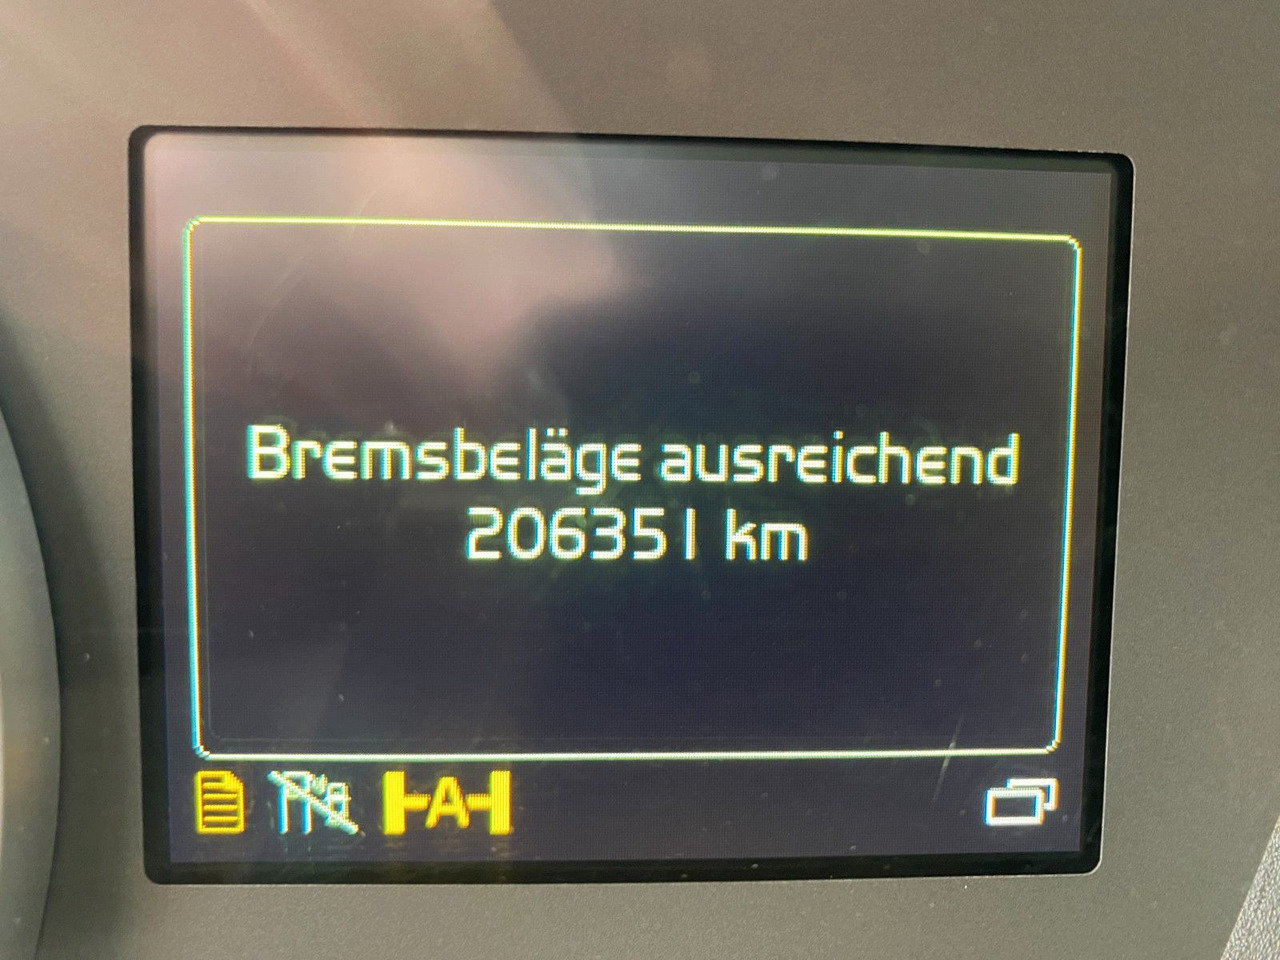 Bremsbeläge ausreichend
206351 km
A